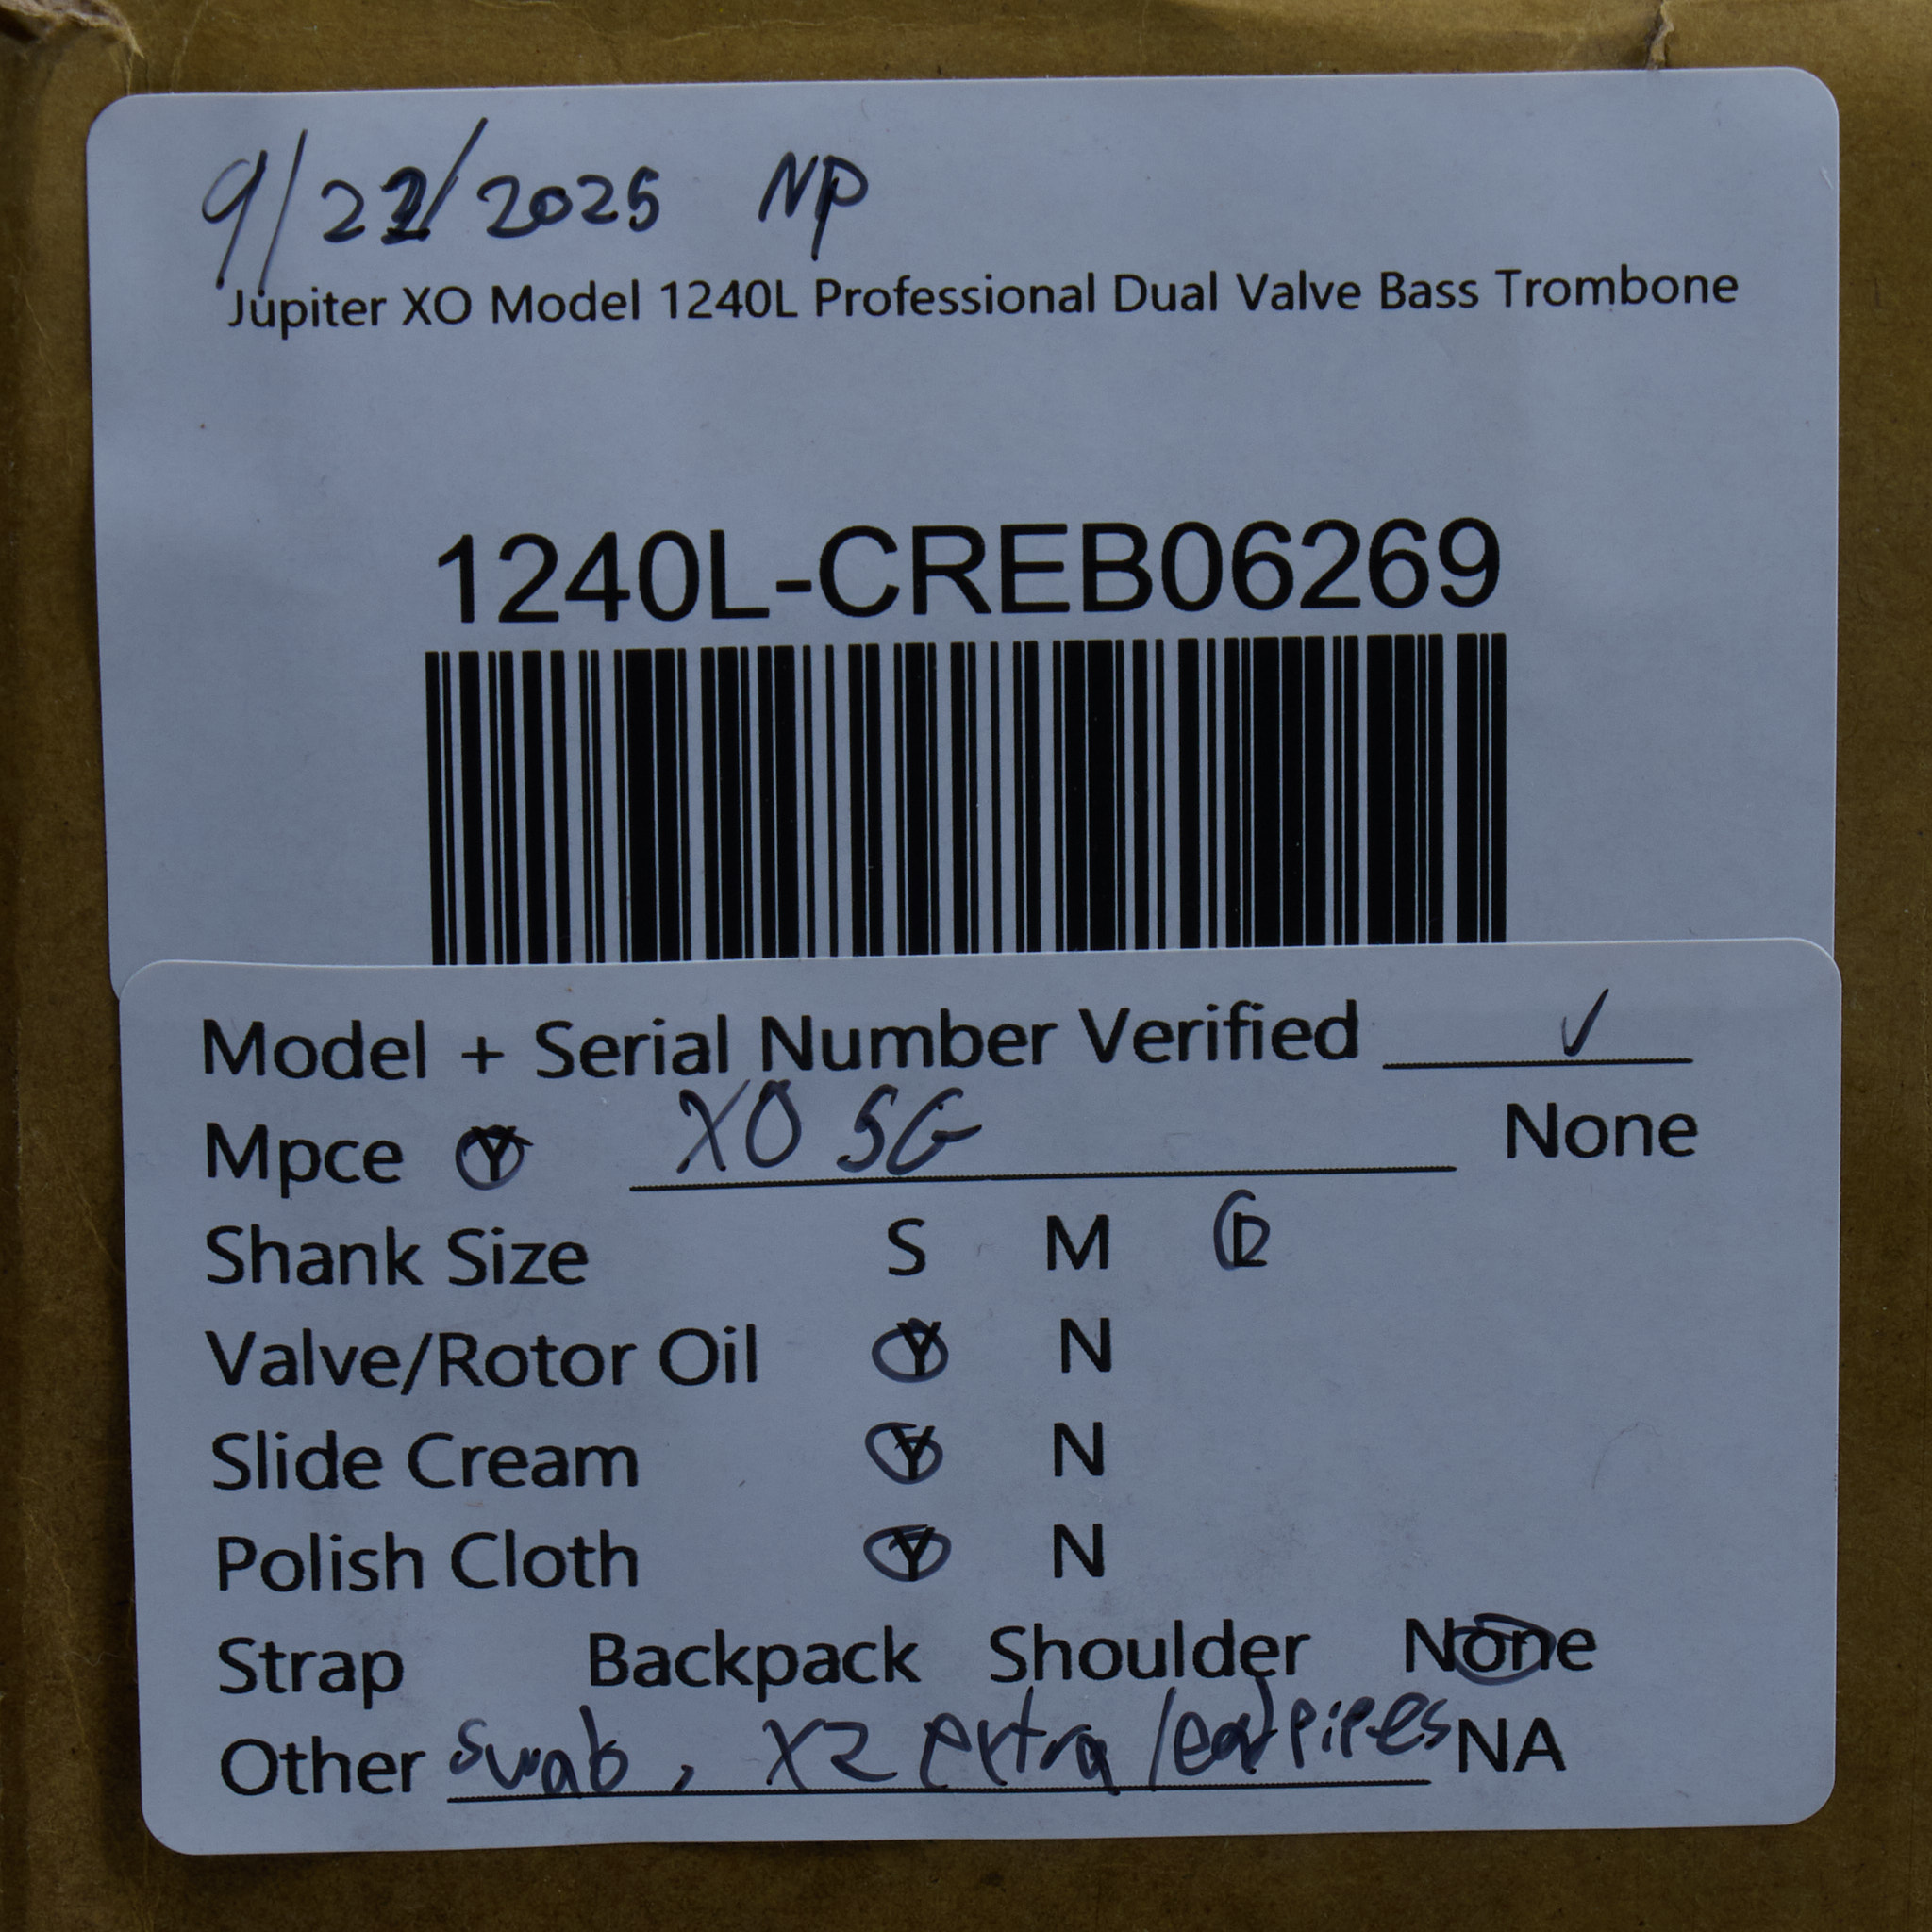 9/22/2025 NP
Jupiter XO Model 1240L Professional Dual Valve Bass Trombone
1240L-CREB06269
Model + Serial Number Verified ✓
Mpce Y XO 5G None
Shank Size S M L
Valve/Rotor Oil Y N
Slide Cream Y N
Polish Cloth Y N
Strap Backpack Shoulder None
Other swab, X2 extra leadpipes NA